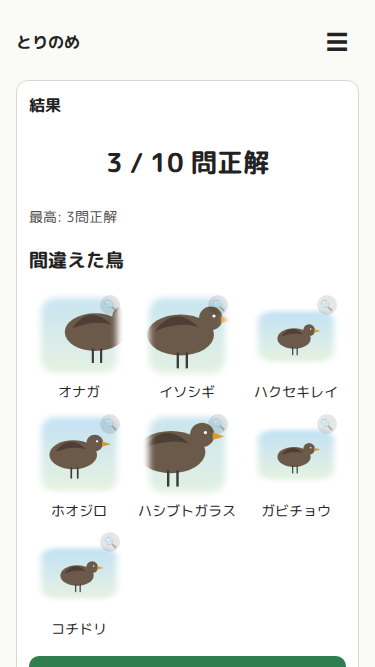 とりのめ
結果
3 / 10 問正解
最高: 3問正解
間違えた鳥
オナガ
イソシギ
ハクセキレイ
ホオジロ
ハシブトガラス
ガビチョウ
コチドリ